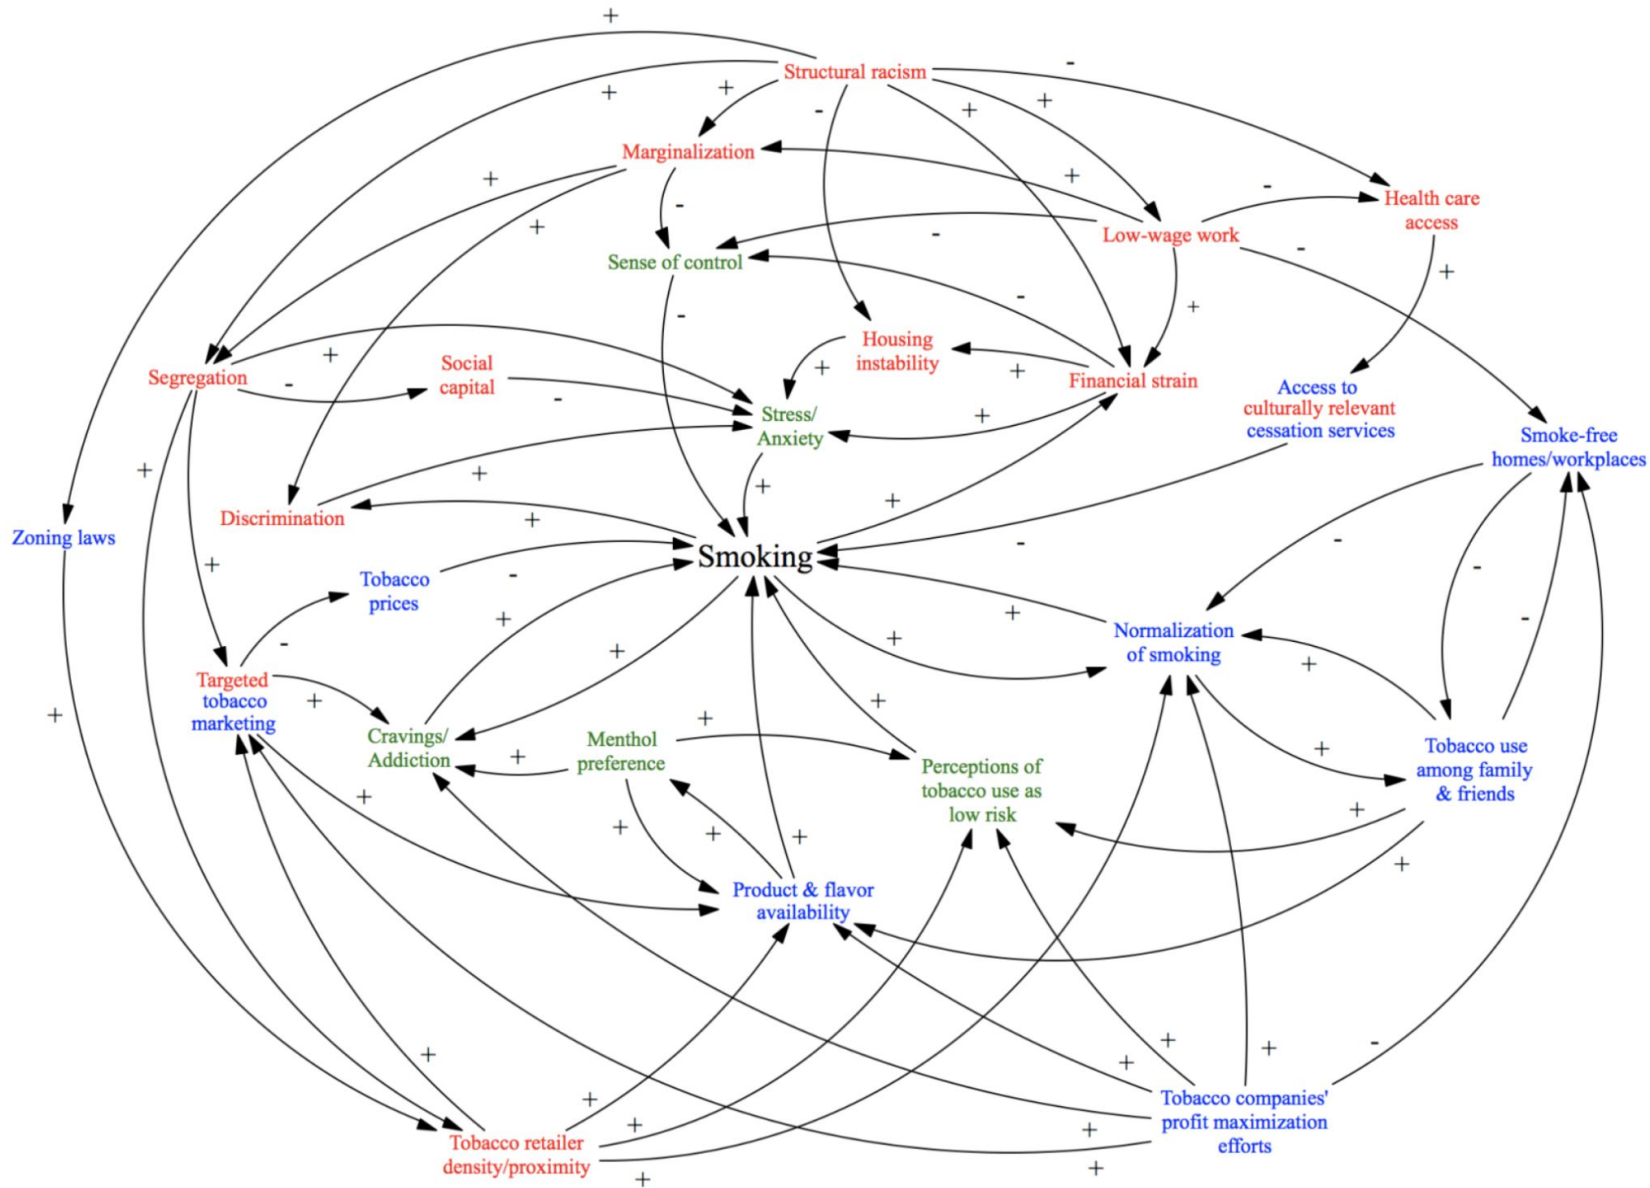 Structural racism
Marginalization
Health care
access
Low-wage work
Sense of control
Housing
instability
Social
capital
Segregation
Financial strain
Access to
culturally relevant
cessation services
Stress/
Anxiety
Smoke-free
homes/workplaces
Discrimination
Zoning laws
Smoking
Tobacco
prices
Normalization
of smoking
Targeted
tobacco
marketing
Cravings/
Addiction
Menthol
preference
Perceptions of
tobacco use as
low risk
Tobacco use
among family
& friends
Product & flavor
availability
Tobacco companies'
profit maximization
efforts
Tobacco retailer
density/proximity